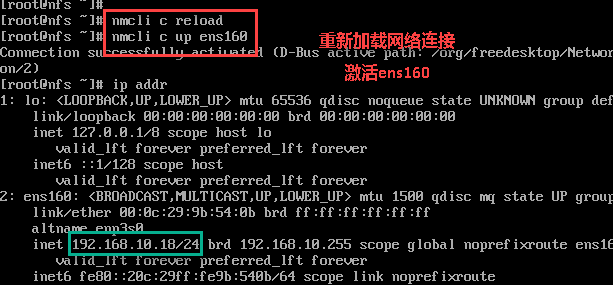 [root@nfs ~]#
[root@nfs ~]# nmcli c reload
[root@nfs ~]# nmcli c up ens160
重新加载网络连接
Connection successfully activated (D-Bus active path: /org/freedesktop/Networ
on/2)
激活ens160
[root@nfs ~]# ip addr
1: lo: <LOOPBACK,UP,LOWER_UP> mtu 65536 qdisc noqueue state UNKNOWN group def
link/loopback 00:00:00:00:00:00 brd 00:00:00:00:00:00
inet 127.0.0.1/8 scope host lo
valid_lft forever preferred_lft forever
inet6 ::1/128 scope host
valid_lft forever preferred_lft forever
2: ens160: <BROADCAST,MULTICAST,UP,LOWER_UP> mtu 1500 qdisc mq state UP group
link/ether 00:0c:29:9b:54:0b brd ff:ff:ff:ff:ff:ff
altname enp3s0
inet 192.168.10.18/24 brd 192.168.10.255 scope global noprefixroute ens16
valid_lft forever preferred_lft forever
inet6 fe80::20c:29ff:fe9b:540b/64 scope link noprefixroute